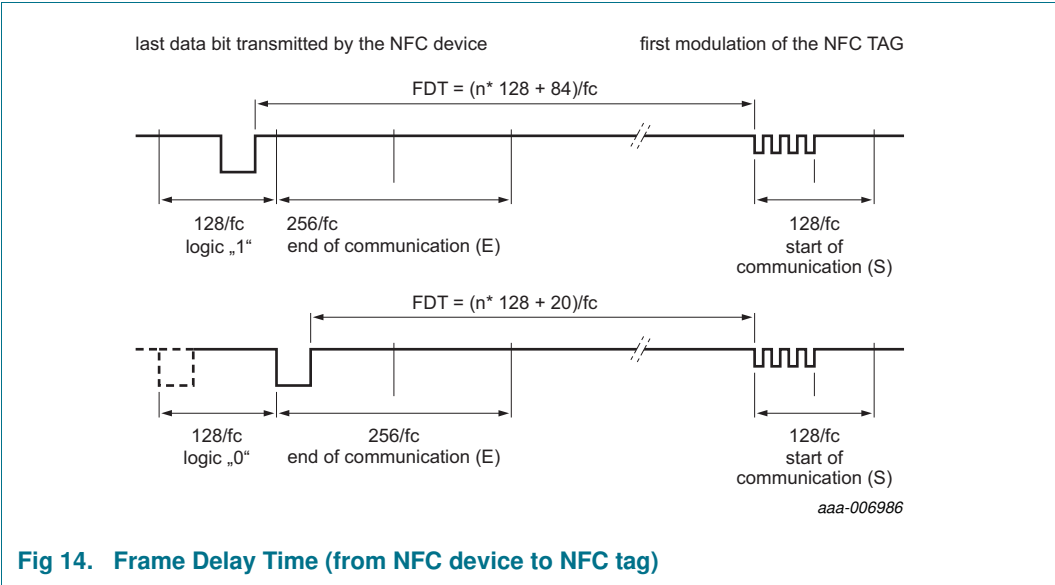 last data bit transmitted by the NFC device first modulation of the NFC TAG
FDT = (n* 128 + 84)/fc
128/fc 256/fc 128/fc
logic „1“ end of communication (E) start of
communication (S)
FDT = (n* 128 + 20)/fc
128/fc 256/fc 128/fc
logic „0“ end of communication (E) start of
communication (S)
aaa-006986
Fig 14. Frame Delay Time (from NFC device to NFC tag)